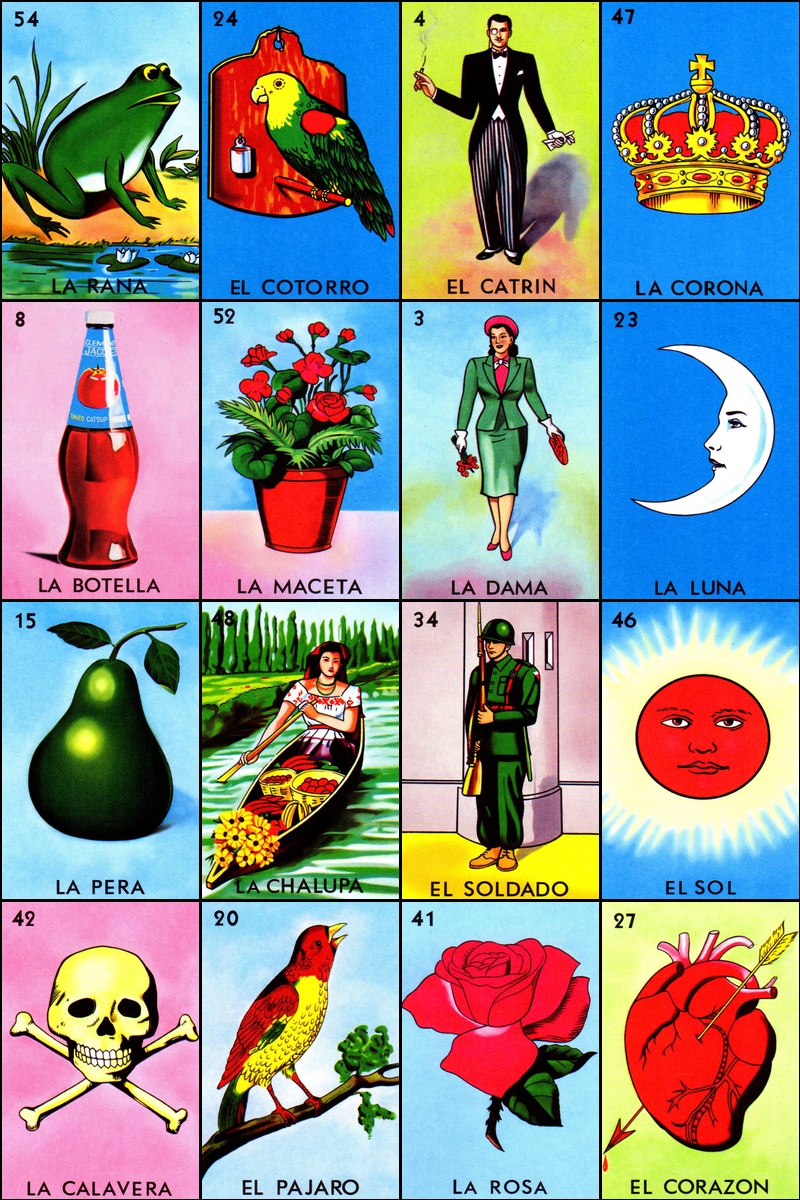 54
LA RANA
24
EL COTORRO
4
EL CATRIN
47
LA CORONA
8
TOMATO CATSUP
LA BOTELLA
52
LA MACETA
3
LA DAMA
23
LA LUNA
15
LA PERA
48
LA CHALUPA
34
EL SOLDADO
46
EL SOL
42
LA CALAVERA
20
EL PAJARO
41
LA ROSA
27
EL CORAZON